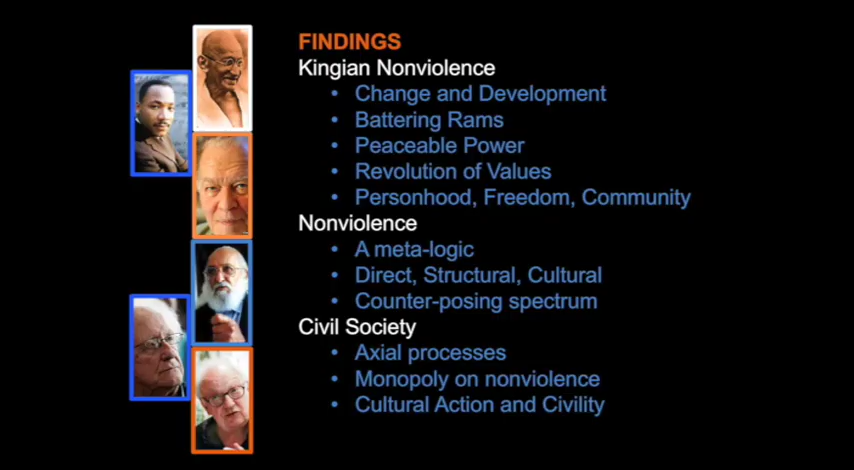 FINDINGS
Kingian Nonviolence
• Change and Development
• Battering Rams
• Peaceable Power
• Revolution of Values
• Personhood, Freedom, Community
Nonviolence
• A meta-logic
• Direct, Structural, Cultural
• Counter-posing spectrum
Civil Society
• Axial processes
• Monopoly on nonviolence
• Cultural Action and Civility